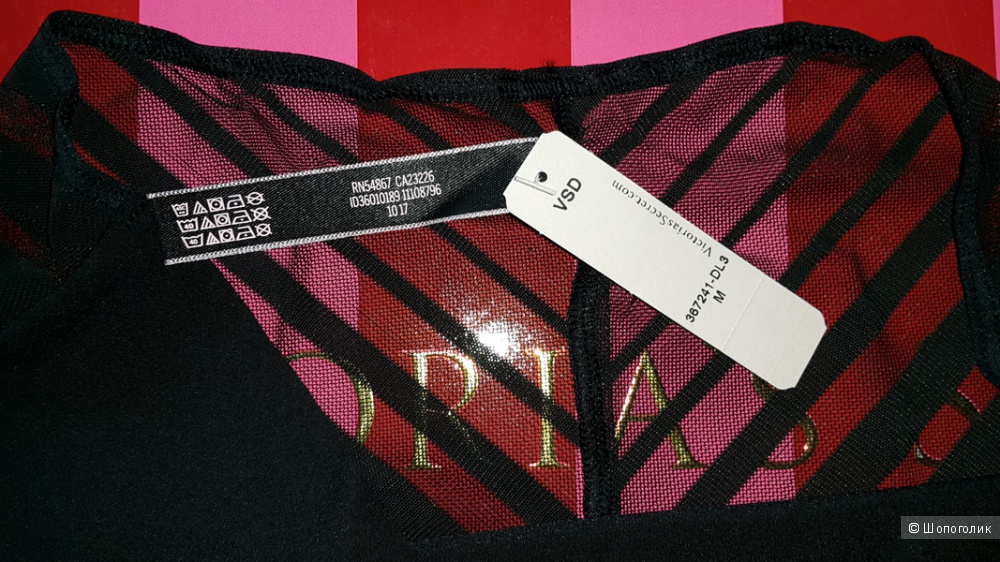 RN54867 CA23226
ID36010189 11108796
10 17
VSD
VictoriasSecret.com
367241-DL3
M
ORIAS
© Шопоголик